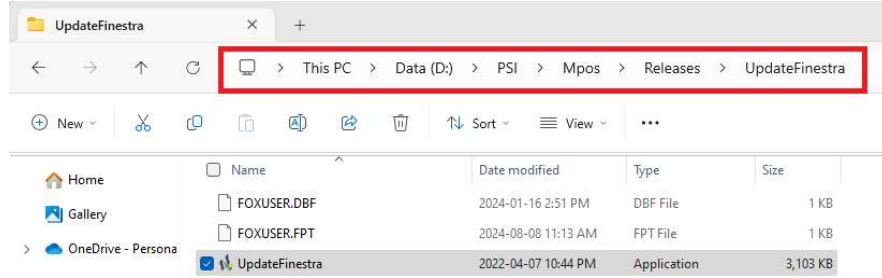 UpdateFinestra
This PC > Data (D:) > PSI > Mpos > Releases > UpdateFinestra
New Sort View ...
Name Date modified Type Size
Home
Gallery
OneDrive - Persona
FOXUSER.DBF 2024-01-16 2:51 PM DBF File 1 KB
FOXUSER.FPT 2024-08-08 11:13 AM FPT File 1 KB
UpdateFinestra 2022-04-07 10:44 PM Application 3,103 KB